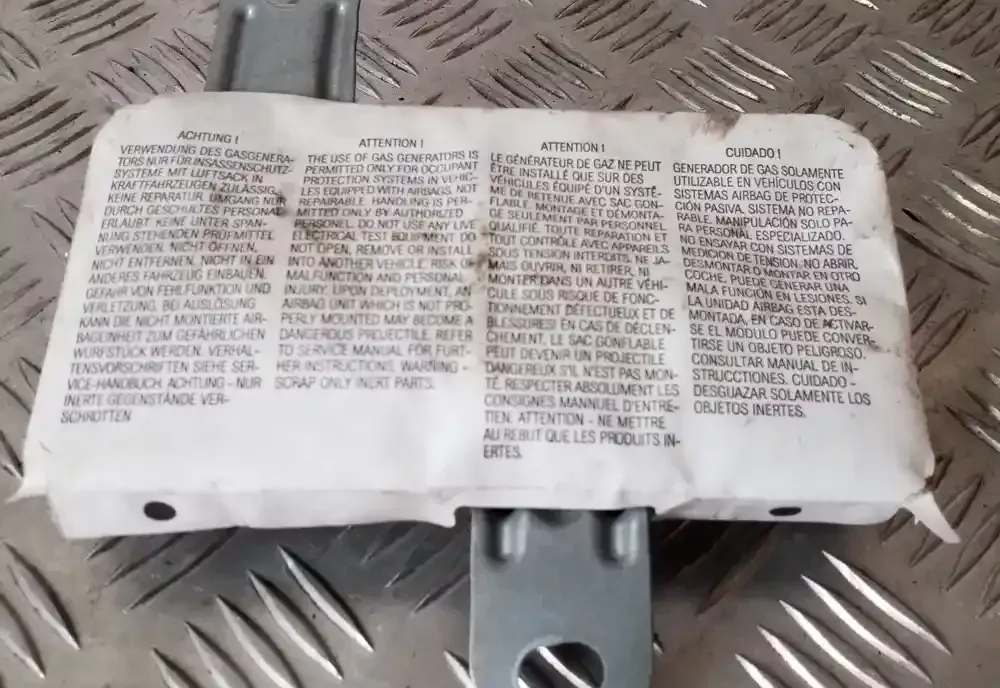 ACHTUNG !
VERWENDUNG DES GASGENERA-
TORS NUR FÜR INSASSENSCHUTZ-
SYSTEME MIT LUFTSACK IN
KRAFTFAHRZEUGEN ZULÄSSIG.
KEINE REPARATUR. UMGANG NUR
DURCH GESCHULTES PERSONAL
ERLAUBT. KEINE UNTER SPAN-
NUNG STEHENDEN PRÜFMITTEL
VERWENDEN. NICHT ÖFFNEN,
NICHT ENTFERNEN, NICHT IN EIN
ANDERES FAHRZEUG EINBAUEN.
GEFAHR VON FEHLFUNKTION UND
VERLETZUNG. BEI AUSLÖSUNG
KANN DIE NICHT MONTIERTE AIR-
BAGEINHEIT ZUM GEFÄHRLICHEN
WURFSTÜCK WERDEN. VERHAL-
TENSVORSCHRIFTEN SIEHE SER-
VICE-HANDBUCH. ACHTUNG - NUR
INERTE GEGENSTÄNDE VER-
SCHROTTEN
ATTENTION !
THE USE OF GAS GENERATORS IS
PERMITTED ONLY FOR OCCUPANT
PROTECTION SYSTEMS IN VEHIC-
LES EQUIPPED WITH AIRBAGS. NOT
REPAIRABLE. HANDLING IS PER-
MITTED ONLY BY AUTHORIZED
PERSONEL. DO NOT USE ANY LIVE
ELECTRICAL TEST EQUIPMENT. DO
NOT OPEN, REMOVE OR INSTALL
INTO ANOTHER VEHICLE. RISK OF
MALFUNCTION AND PERSONAL
INJURY. UPON DEPLOYMENT, AN
AIRBAG UNIT WHICH IS NOT PRO-
PERLY MOUNTED MAY BECOME A
DANGEROUS PROJECTILE. REFER
TO SERVICE MANUAL FOR FURT-
HER INSTRUCTIONS. WARNING -
SCRAP ONLY INERT PARTS.
ATTENTION !
LE GÉNÉRATEUR DE GAZ NE PEUT
ÊTRE INSTALLÉ QUE SUR DES
VÉHICULES ÉQUIPÉ D'UN SYSTÈ-
ME DE RETENUE AVEC SAC GON-
FLABLE. MONTAGE ET DÉMONTA-
GE SEULEMENT PAR PERSONNEL
QUALIFIÉ. TOUTE REPARATION ET
TOUT CONTRÔLE AVEC APPAREILS
SOUS TENSION INTERDITS. NE JA-
MAIS OUVRIR, NI RETIRER, NI
MONTER DANS UN AUTRE VÉHI-
CULE SOUS RISQUE DE FONC-
TIONNEMENT DÉFECTUEUX ET DE
BLESSURES! EN CAS DE DÉCLEN-
CHEMENT, LE SAC GONFLABLE
PEUT DEVENIR UN PROJECTILE
DANGEREUX S'IL N'EST PAS MON-
TÉ. RESPECTER ABSOLUMENT LES
CONSIGNES MANNUEL D'ENTRE-
TIEN. ATTENTION - NE METTRE
AU REBUT QUE LES PRODUITS IN-
ERTES.
CUIDADO !
GENERADOR DE GAS SOLAMENTE
UTILIZABLE EN VEHÍCULOS CON
SISTEMAS AIRBAG DE PROTEC-
CIÓN PASIVA. SISTEMA NO REPA-
RABLE. MANIPULACIÓN SOLO PA-
RA PERSONAL ESPECIALIZADO.
NO ENSAYAR CON SISTEMAS DE
MEDICION DE TENSION. NO ABRIR,
DESMONTAR O MONTAR EN OTRO
COCHE, PUEDE GENERAR UNA
MALA FUNCIÓN EN LESIONES. SI
LA UNIDAD AIRBAG ESTA DES-
MONTADA, EN CASO DE ACTIVAR-
SE EL MODULO PUEDE CONVER-
TIRSE UN OBJETO PELIGROSO.
CONSULTAR MANUAL DE IN-
STRUCCTIONES. CUIDADO -
DESGUAZAR SOLAMENTE LOS
OBJETOS INERTES.